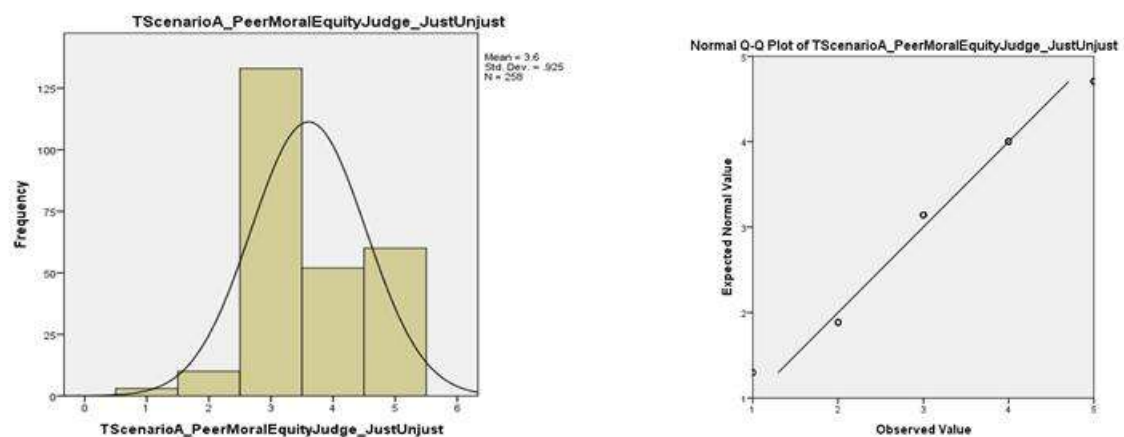 TScenarioA_PeerMoralEquityJudge_JustUnjust
Mean = 3.6
Std. Dev. = .925
N = 258
125
100
75
50
25
0
Frequency
0 1 2 3 4 5 6
TScenarioA_PeerMoralEquityJudge_JustUnjust
Normal Q-Q Plot of TScenarioA_PeerMoralEquityJudge_JustUnjust
5
4
3
2
1
Expected Normal Value
1 2 3 4 5
Observed Value